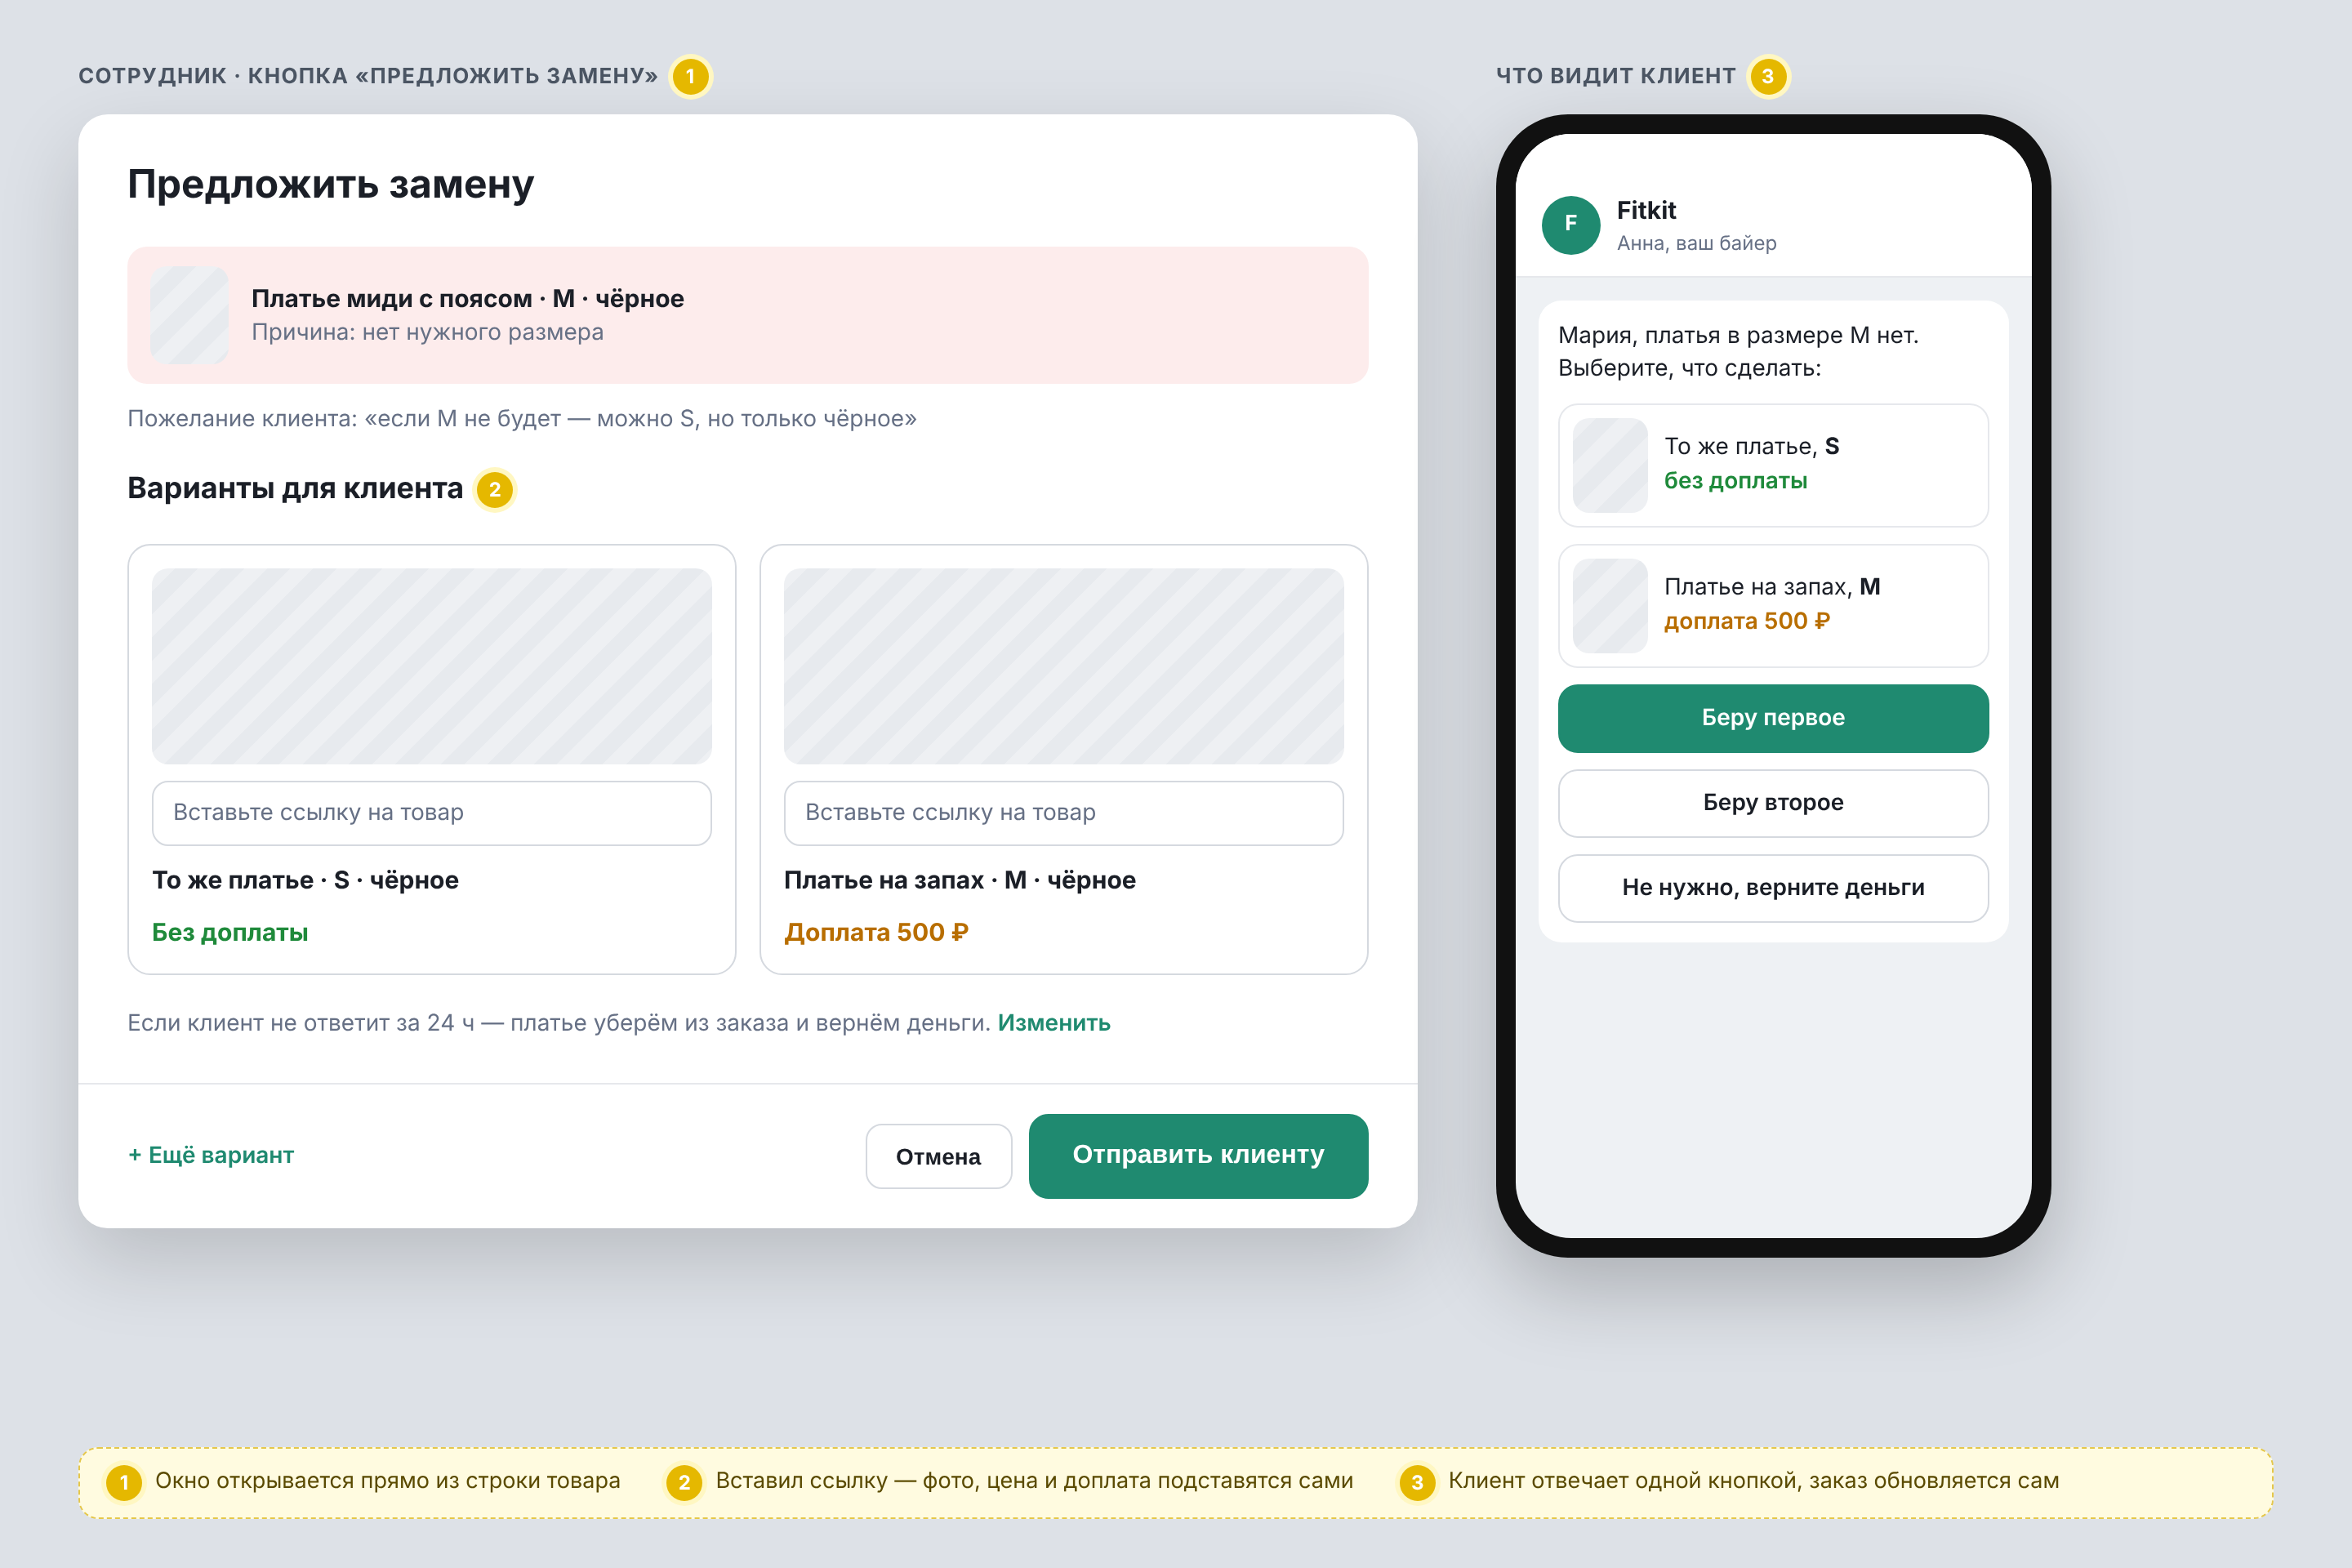 СОТРУДНИК · КНОПКА «ПРЕДЛОЖИТЬ ЗАМЕНУ» 1
Предложить замену
Платье миди с поясом · M · чёрное
Причина: нет нужного размера
Пожелание клиента: «если M не будет — можно S, но только чёрное»
Варианты для клиента 2
Вставьте ссылку на товар
То же платье · S · чёрное
Без доплаты
Вставьте ссылку на товар
Платье на запах · M · чёрное
Доплата 500 ₽
Если клиент не ответит за 24 ч — платье уберём из заказа и вернём деньги. Изменить
+ Ещё вариант
Отмена
Отправить клиенту
ЧТО ВИДИТ КЛИЕНТ 3
F
Fitkit
Анна, ваш байер
Мария, платья в размере M нет.
Выберите, что сделать:
То же платье, S
без доплаты
Платье на запах, M
доплата 500 ₽
Беру первое
Беру второе
Не нужно, верните деньги
1 Окно открывается прямо из строки товара
2 Вставил ссылку — фото, цена и доплата подставятся сами
3 Клиент отвечает одной кнопкой, заказ обновляется сам